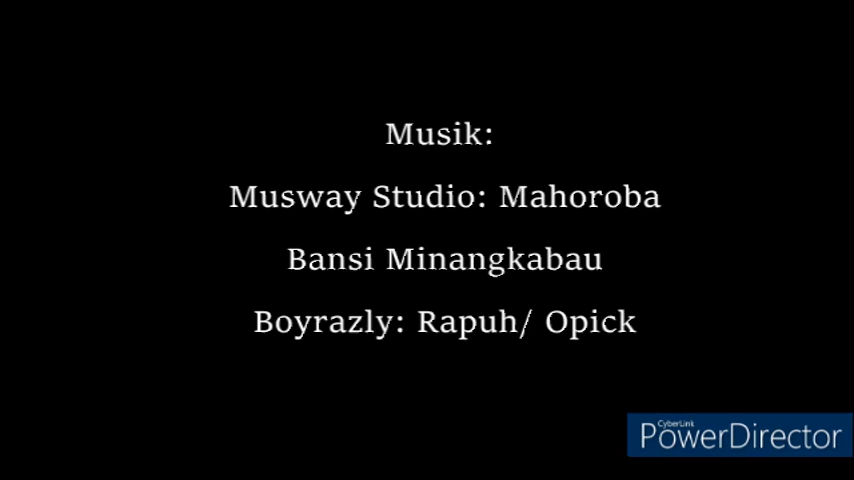 Musik:
Musway Studio: Mahoroba
Bansi Minangkabau
Boyrazly: Rapuh/ Opick
CyberLink
PowerDirector